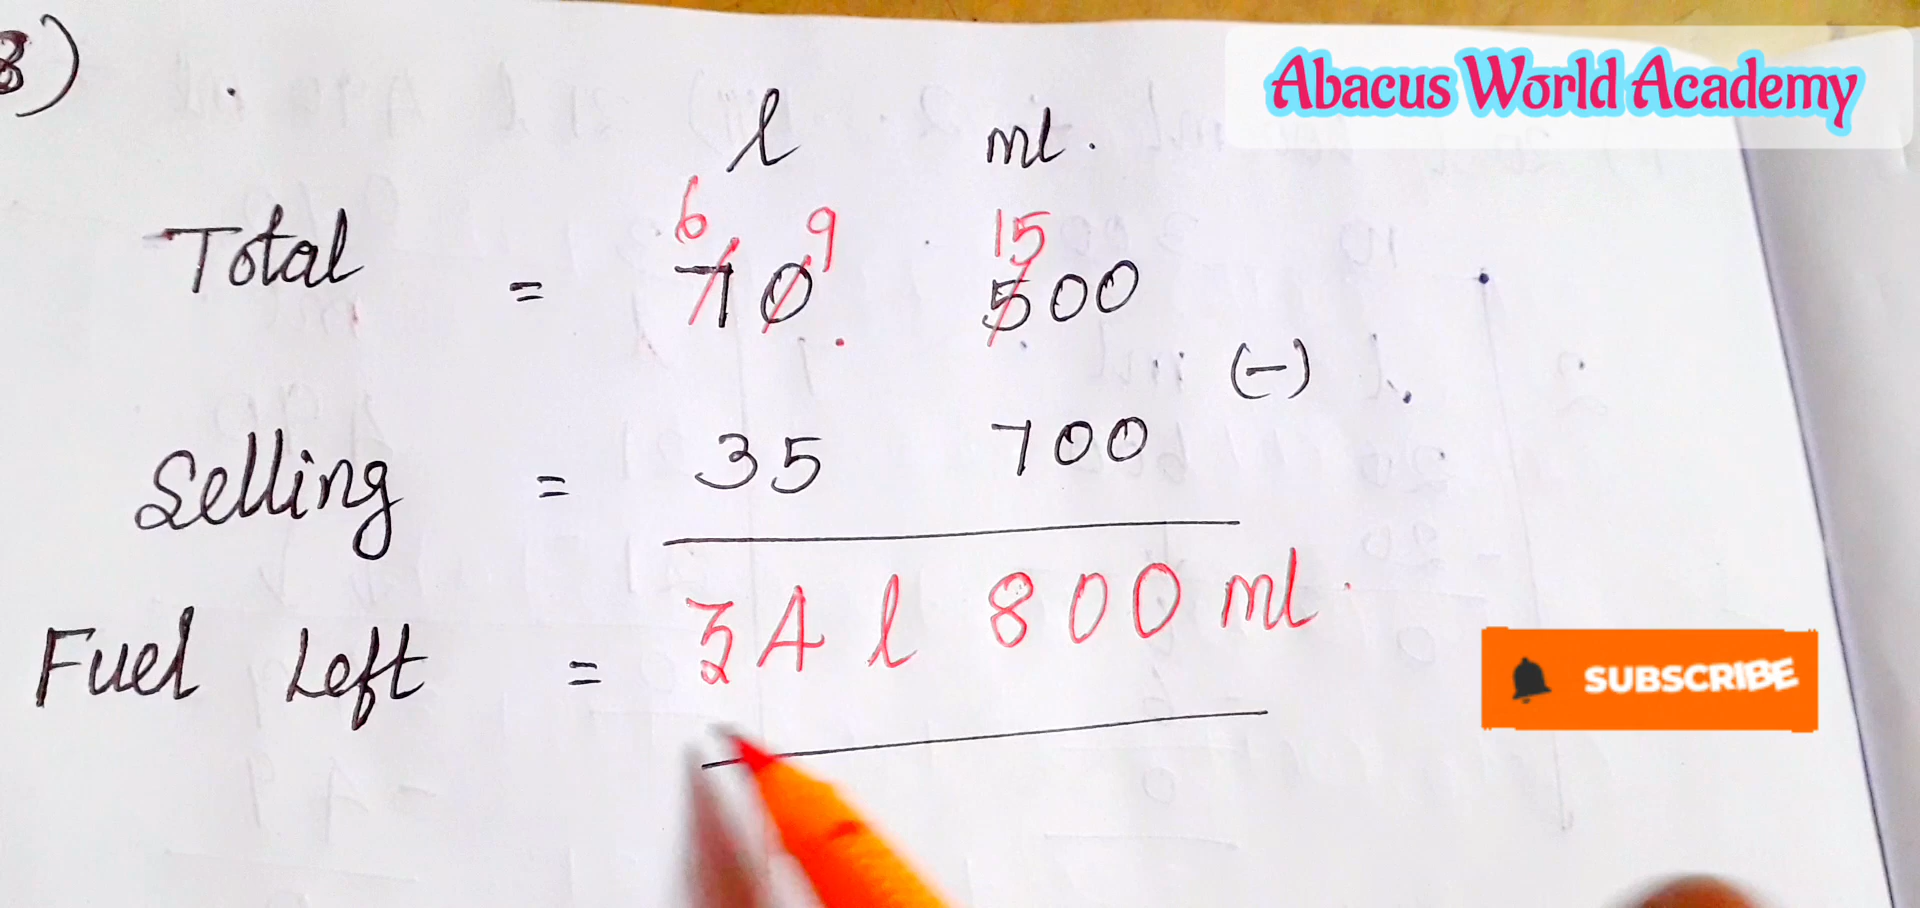 Abacus World Academy
3)
l ml.
6 9 15
Total = 70 500
(-)
Selling = 35 700
Fuel Left = 34 l 800 ml.
SUBSCRIBE